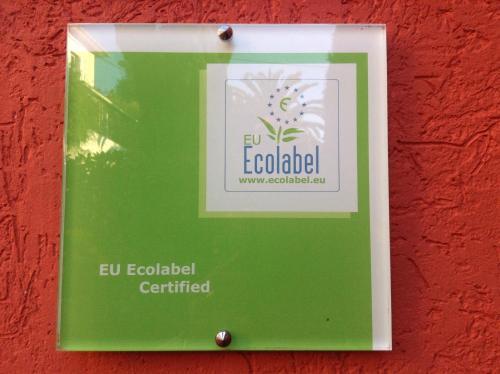 EU
Ecolabel
www.ecolabel.eu
EU Ecolabel
Certified